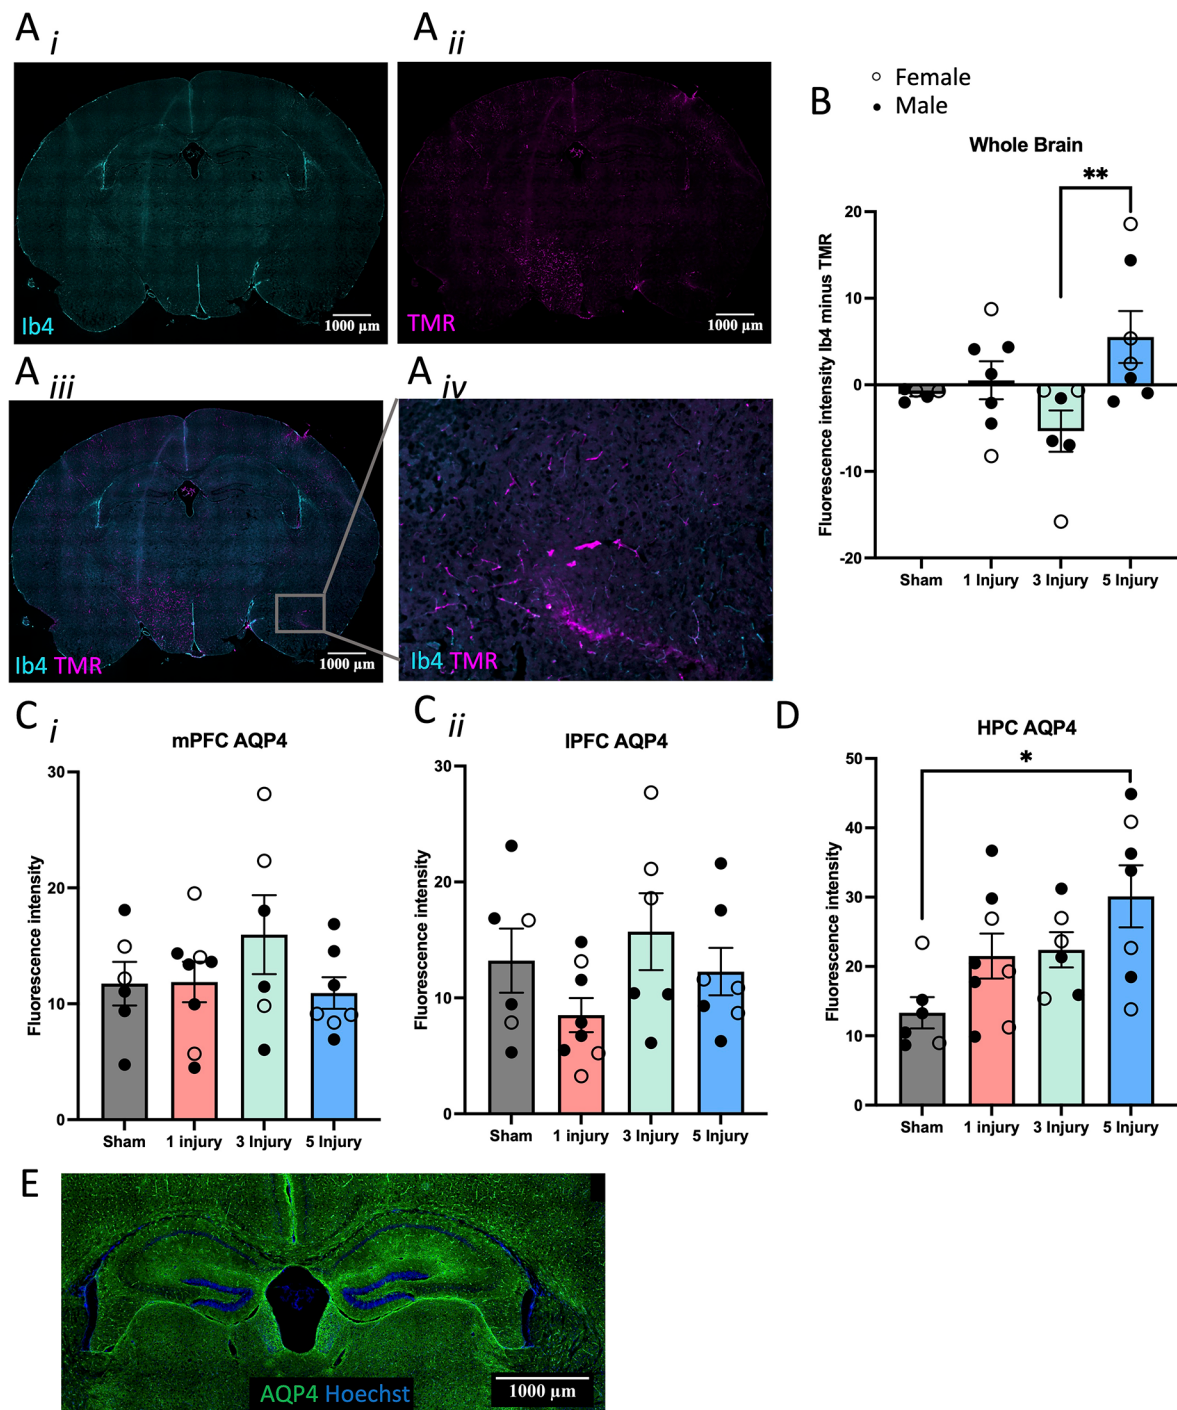 A i
A ii
Ib4
1000 µm
TMR
1000 µm
B
Female
Male
Whole Brain
**
Fluorescence intensity Ib4 minus TMR
20
10
0
-10
-20
Sham
1 Injury
3 Injury
5 Injury
A iii
A iv
Ib4 TMR
1000 µm
Ib4 TMR
C i
mPFC AQP4
Fluorescence intensity
30
20
10
0
Sham
1 injury
3 Injury
5 Injury
C ii
lPFC AQP4
Fluorescence intensity
30
20
10
0
Sham
1 injury
3 Injury
5 Injury
D
HPC AQP4
*
Fluorescence intensity
50
40
30
20
10
0
Sham
1 Injury
3 Injury
5 Injury
E
AQP4 Hoechst
1000 µm